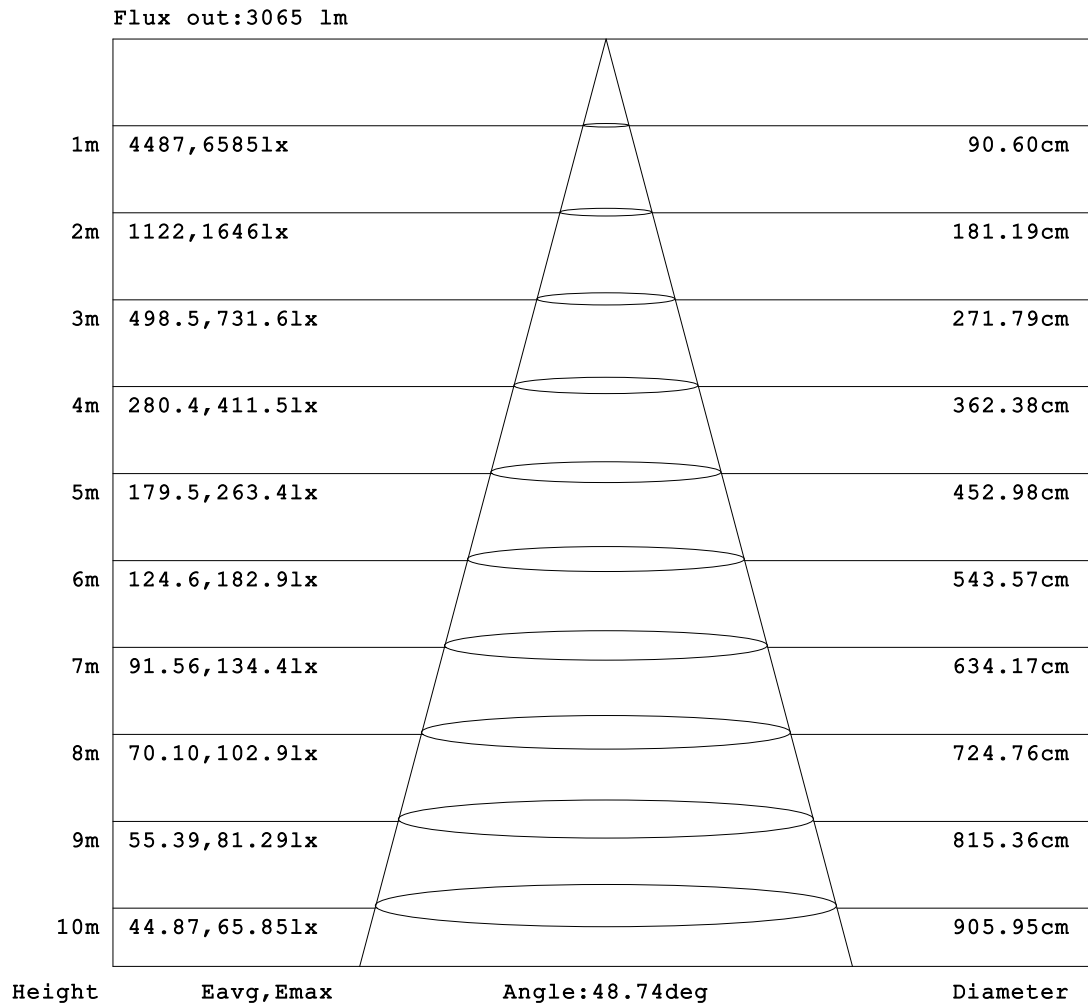 Flux out:3065 lm
1m 4487,6585lx 90.60cm
2m 1122,1646lx 181.19cm
3m 498.5,731.6lx 271.79cm
4m 280.4,411.5lx 362.38cm
5m 179.5,263.4lx 452.98cm
6m 124.6,182.9lx 543.57cm
7m 91.56,134.4lx 634.17cm
8m 70.10,102.9lx 724.76cm
9m 55.39,81.29lx 815.36cm
10m 44.87,65.85lx 905.95cm
Height Eavg,Emax Angle:48.74deg Diameter